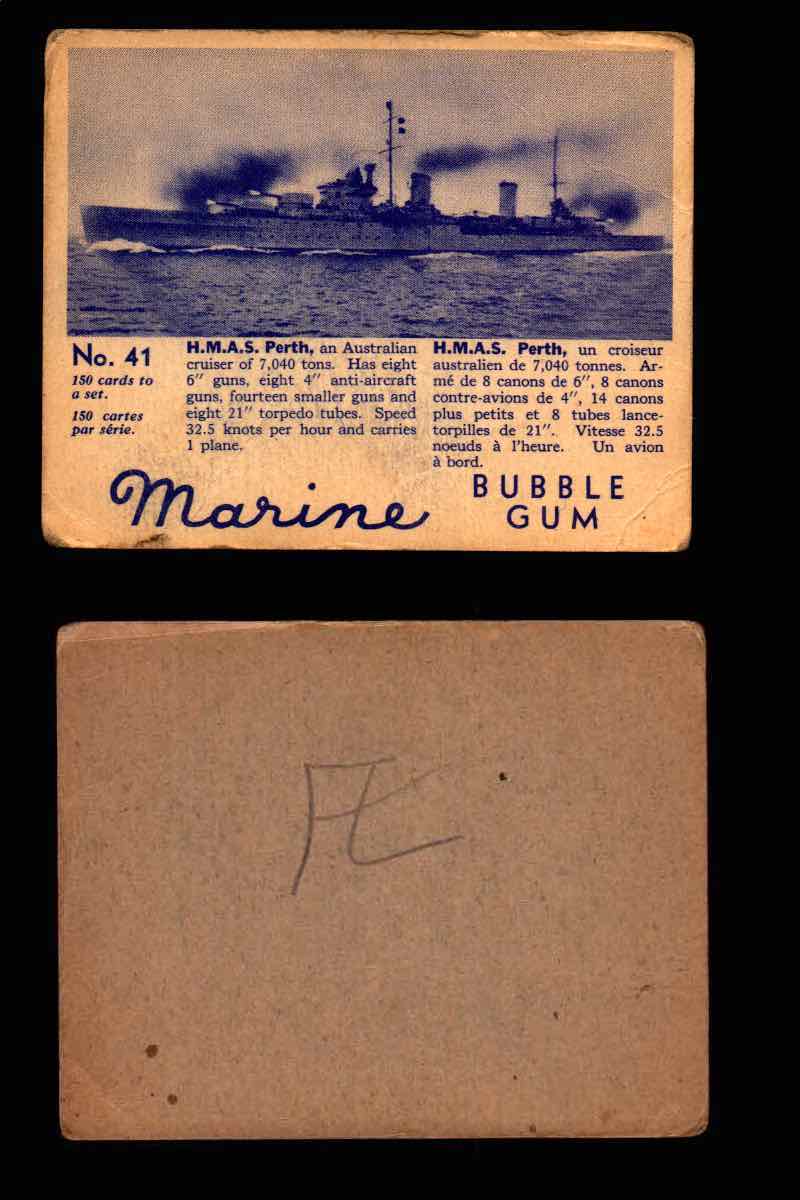 No. 41
150 cards to
a set.
150 cartes
par série.
H.M.A.S. Perth, an Australian
cruiser of 7,040 tons. Has eight
6″ guns, eight 4″ anti-aircraft
guns, fourteen smaller guns and
eight 21″ torpedo tubes. Speed
32.5 knots per hour and carries
1 plane.
H.M.A.S. Perth, un croiseur
australien de 7,040 tonnes. Ar-
mé de 8 canons de 6″, 8 canons
contre-avions de 4″, 14 canons
plus petits et 8 tubes lance-
torpilles de 21″. Vitesse 32.5
noeuds à l'heure. Un avion
à bord.
Marine
BUBBLE
GUM